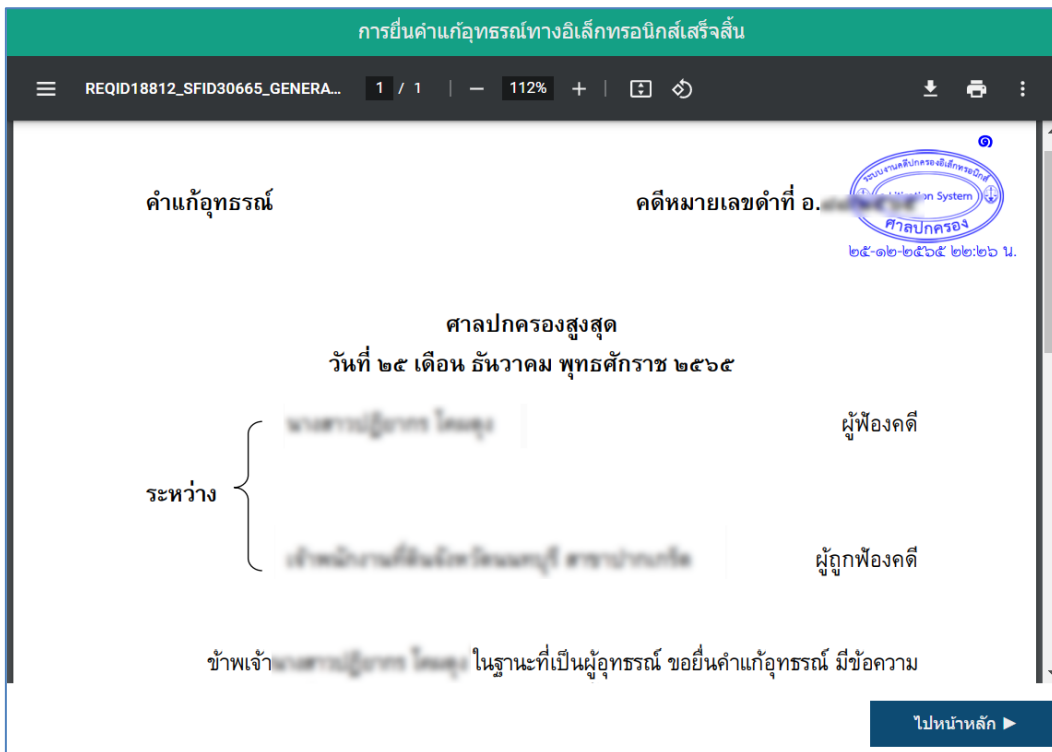 การยื่นคำแก้อุทธรณ์ทางอิเล็กทรอนิกส์เสร็จสิ้น
REQID18812_SFID30665_GENERA... 1 / 1 | − 112% + |
๑
คำแก้อุทธรณ์ คดีหมายเลขดำที่ อ.
ระบบงานคดีปกครองอิเล็กทรอนิกส์
System
ศาลปกครอง
๒๕-๑๒-๒๕๖๕ ๒๒:๒๖ น.
ศาลปกครองสูงสุด
วันที่ ๒๕ เดือน ธันวาคม พุทธศักราช ๒๕๖๕
ผู้ฟ้องคดี
ระหว่าง
ผู้ถูกฟ้องคดี
ข้าพเจ้า ในฐานะที่เป็นผู้อุทธรณ์ ขอยื่นคำแก้อุทธรณ์ มีข้อความ
ไปหน้าหลัก ▶